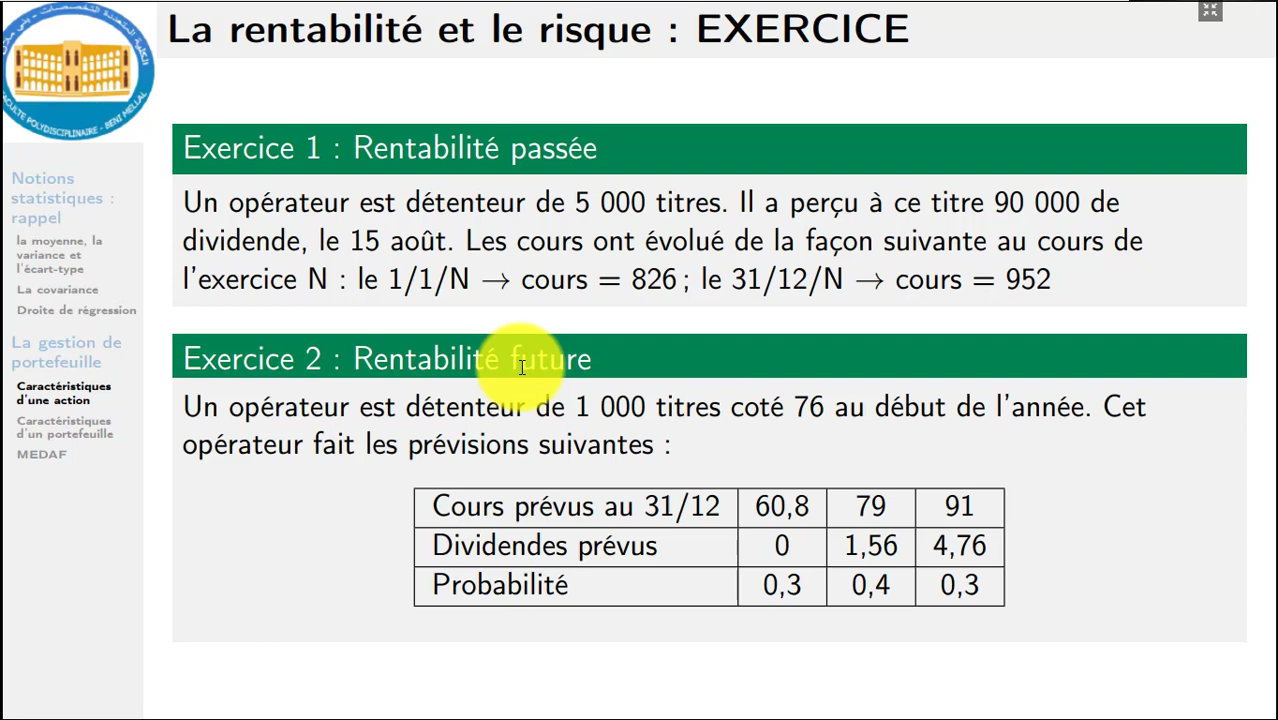 La rentabilité et le risque : EXERCICE
FACULTE POLYDISCIPLINAIRE - BENI MELLAL
Notions
statistiques :
rappel
la moyenne, la
variance et
l'écart-type
La covariance
Droite de régression
La gestion de
portefeuille
Caractéristiques
d'une action
Caractéristiques
d'un portefeuille
MEDAF
Exercice 1 : Rentabilité passée
Un opérateur est détenteur de 5 000 titres. Il a perçu à ce titre 90 000 de
dividende, le 15 août. Les cours ont évolué de la façon suivante au cours de
l'exercice N : le 1/1/N → cours = 826 ; le 31/12/N → cours = 952
Exercice 2 : Rentabilité future
Un opérateur est détenteur de 1 000 titres coté 76 au début de l'année. Cet
opérateur fait les prévisions suivantes :
Cours prévus au 31/12 60,8 79 91
Dividendes prévus 0 1,56 4,76
Probabilité 0,3 0,4 0,3